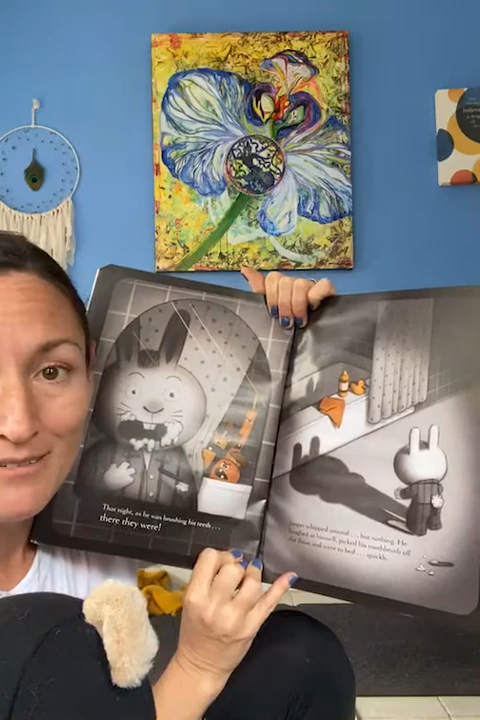 That night, as he was brushing his teeth . . .
there they were!
Jasper whipped around . . . but nothing. He
laughed at himself, picked his toothbrush off
the floor, and went to bed . . . quickly.
believe